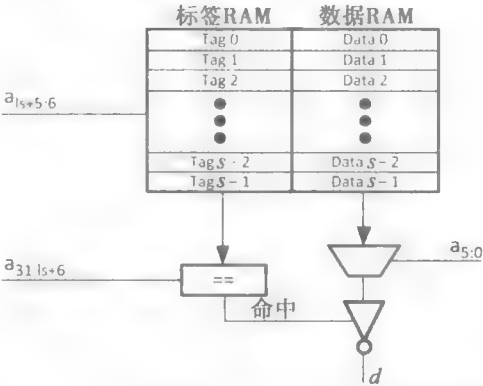 标签RAM 数据RAM
Tag 0 Data 0
Tag 1 Data 1
Tag 2 Data 2
a_{ls+5:6}
Tag S - 2 Data S - 2
Tag S - 1 Data S - 1
a_{5:0}
a_{31:ls+6}
==
命中
d